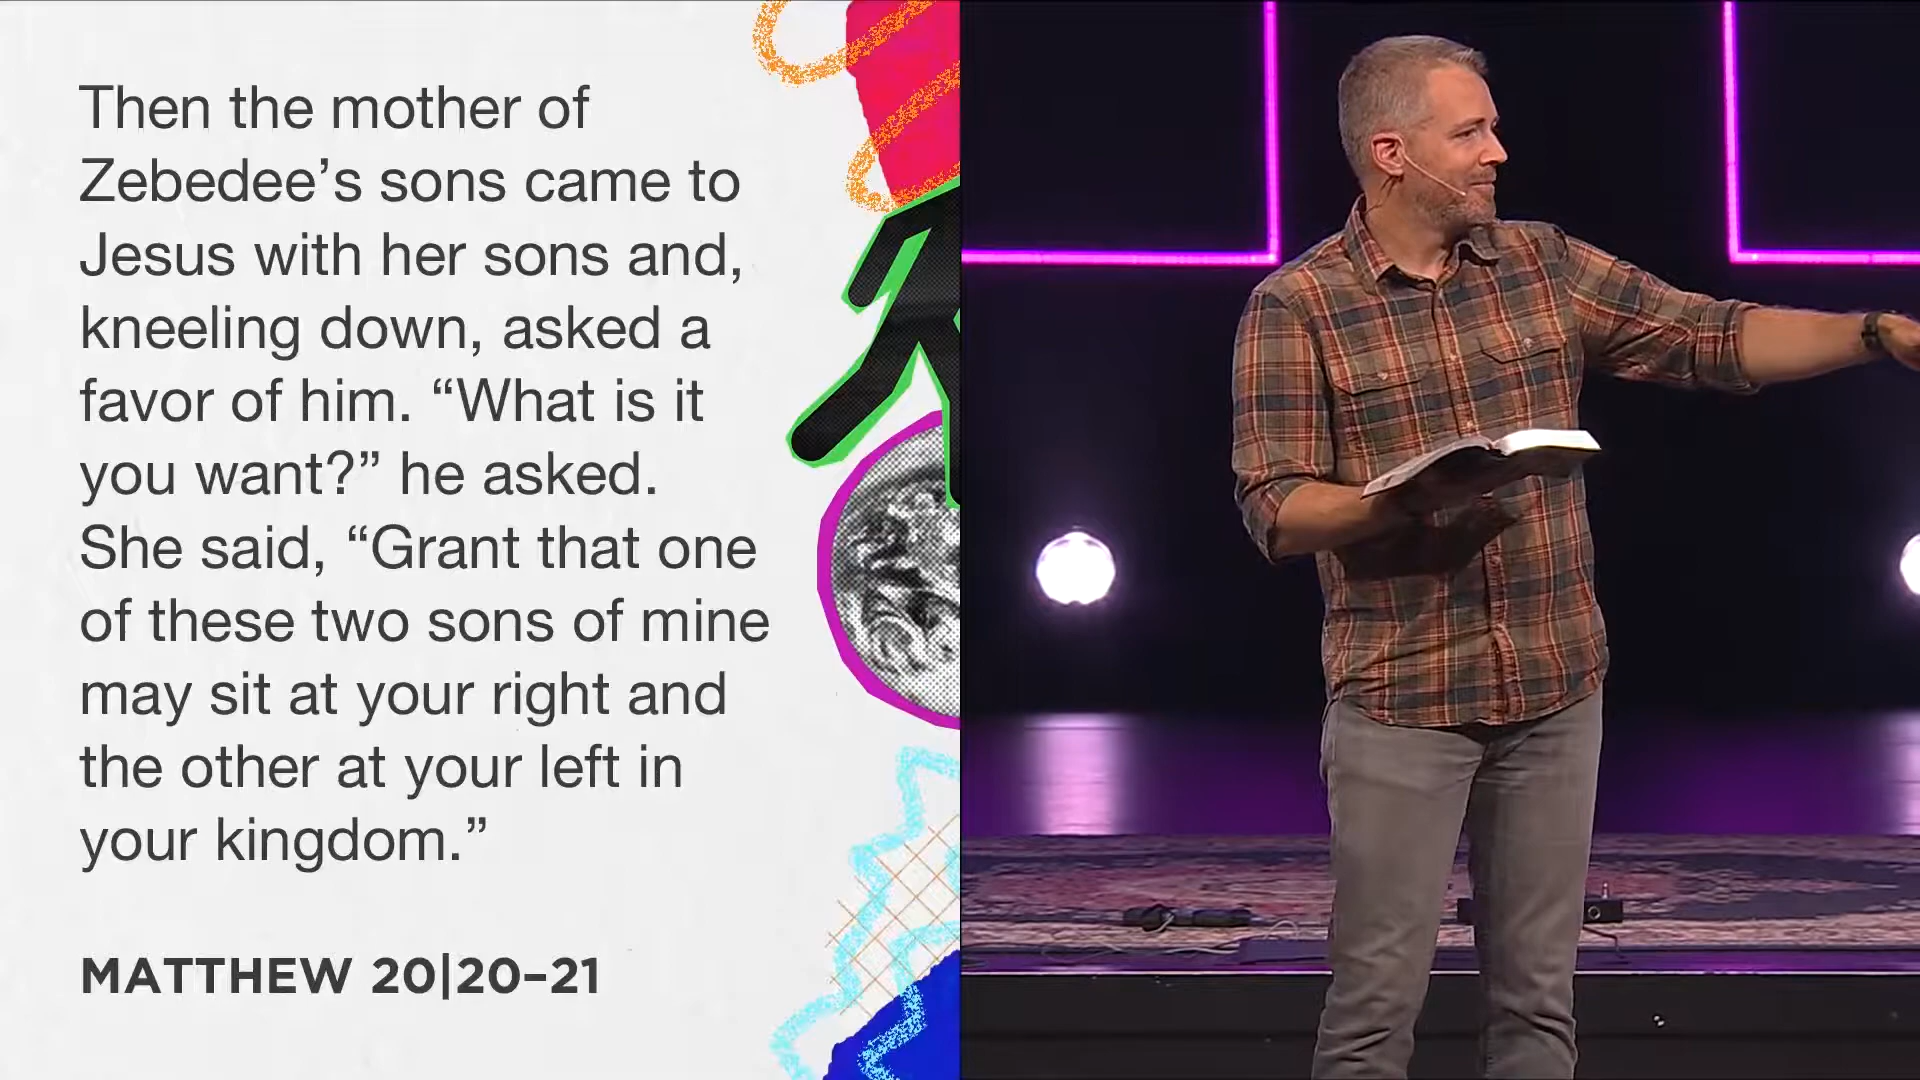 Then the mother of
Zebedee’s sons came to
Jesus with her sons and,
kneeling down, asked a
favor of him. “What is it
you want?” he asked.
She said, “Grant that one
of these two sons of mine
may sit at your right and
the other at your left in
your kingdom.”
MATTHEW 20|20–21